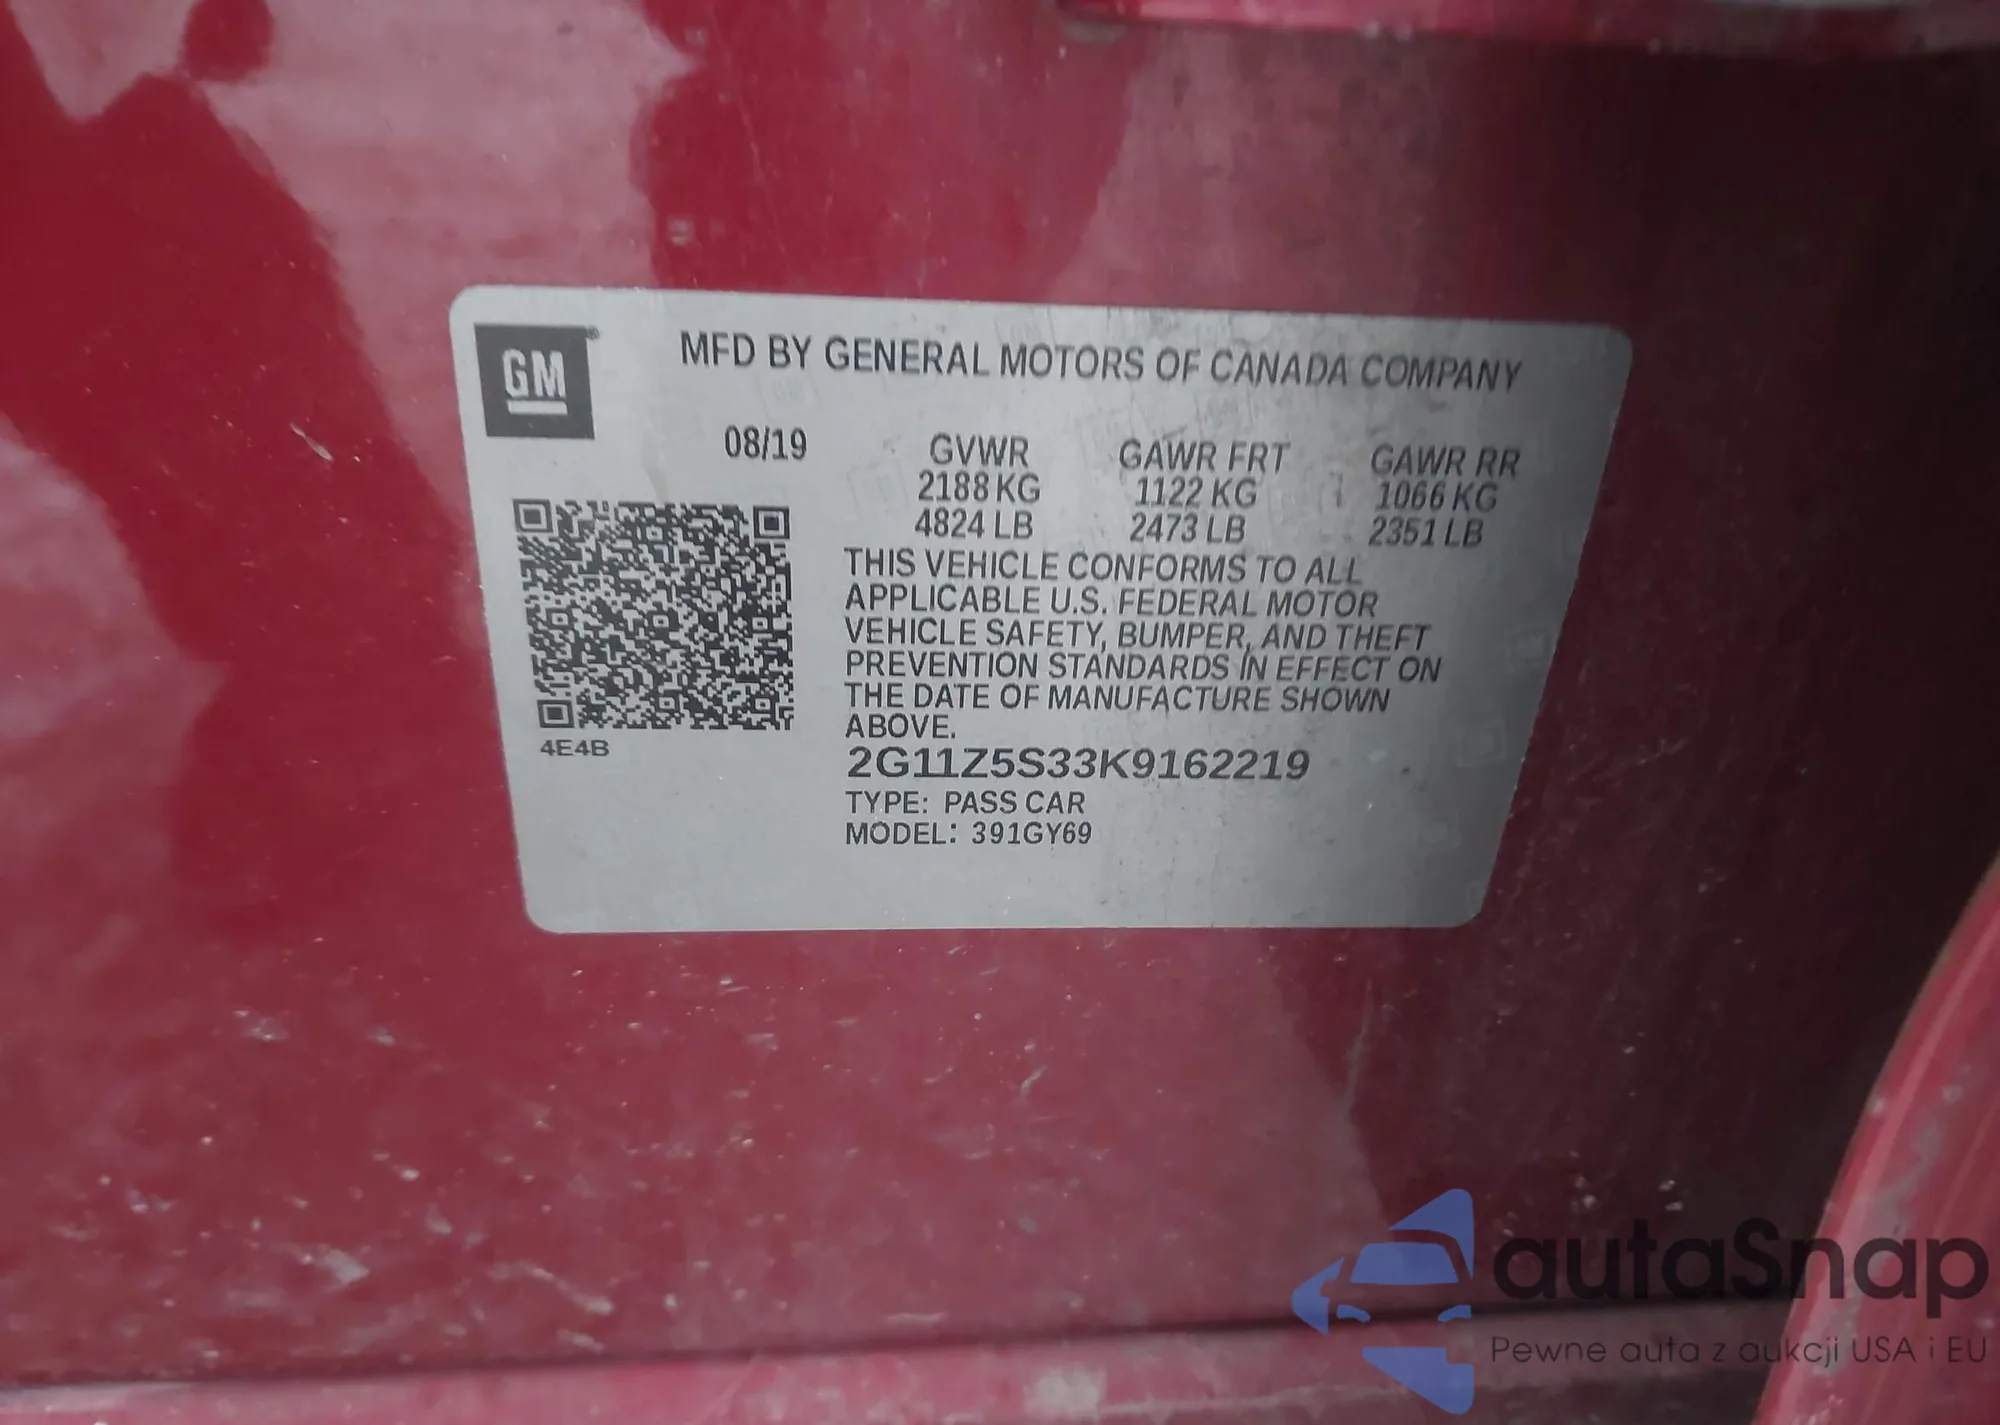 GM
MFD BY GENERAL MOTORS OF CANADA COMPANY
08/19
GVWR GAWR FRT GAWR RR
2188 KG 1122 KG 1066 KG
4824 LB 2473 LB 2351 LB
THIS VEHICLE CONFORMS TO ALL
APPLICABLE U.S. FEDERAL MOTOR
VEHICLE SAFETY, BUMPER, AND THEFT
PREVENTION STANDARDS IN EFFECT ON
THE DATE OF MANUFACTURE SHOWN
ABOVE.
4E4B
2G11Z5S33K9162219
TYPE: PASS CAR
MODEL: 391GY69
autaSnap
Pewne auta z aukcji USA i EU